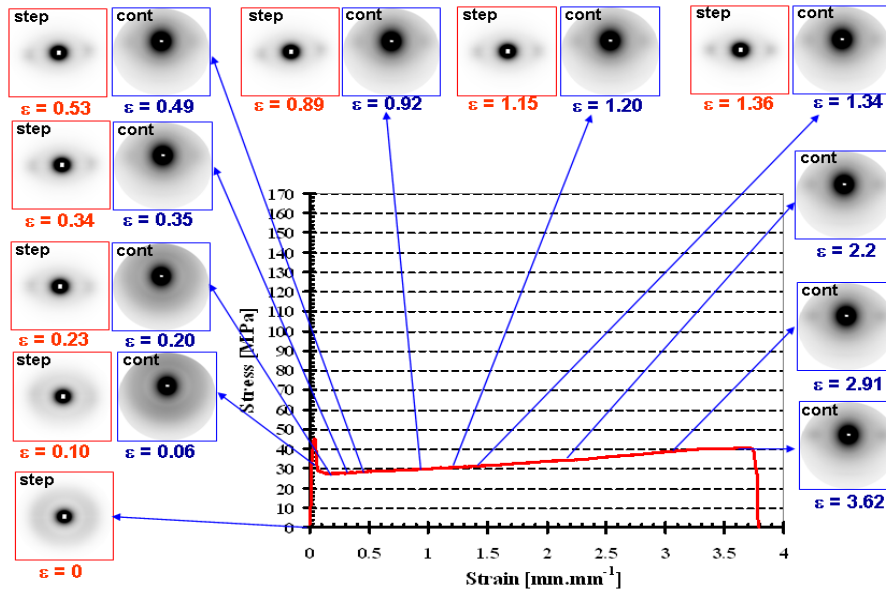 step cont
ε = 0.53 ε = 0.49
step cont
ε = 0.89 ε = 0.92
step cont
ε = 1.15 ε = 1.20
step cont
ε = 1.36 ε = 1.34
step cont
ε = 0.34 ε = 0.35
step cont
ε = 0.23 ε = 0.20
step cont
ε = 0.10 ε = 0.06
step
ε = 0
cont
ε = 2.2
cont
ε = 2.91
cont
ε = 3.62
Stress [MPa]
170
160
150
140
130
120
110
100
90
80
70
60
50
40
30
20
10
0
0 0.5 1 1.5 2 2.5 3 3.5 4
Strain [mm.mm⁻¹]